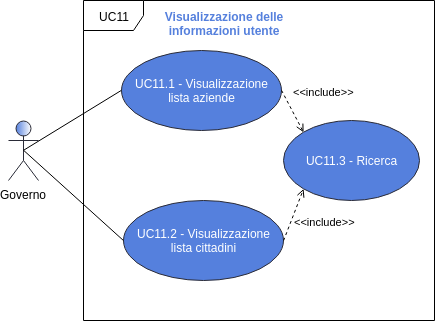 UC11
Visualizzazione delle
informazioni utente
UC11.1 - Visualizzazione
lista aziende
<<include>>
UC11.3 - Ricerca
Governo
UC11.2 - Visualizzazione
lista cittadini
<<include>>